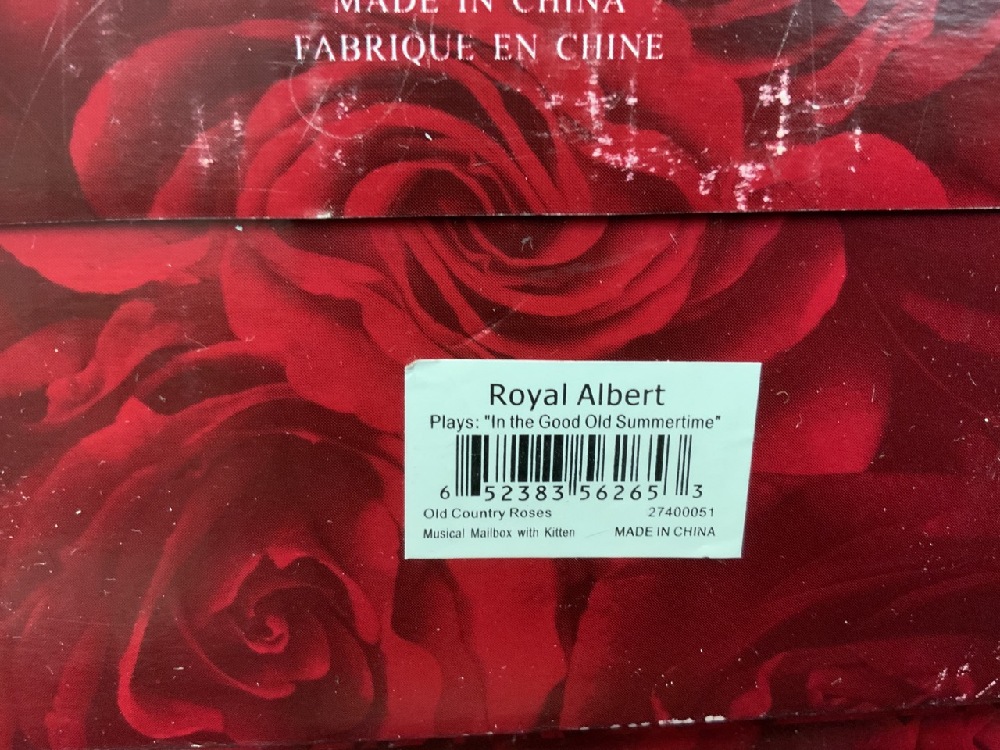 MADE IN CHINA
FABRIQUE EN CHINE
Royal Albert
Plays: "In the Good Old Summertime"
6 52383 56265 3
Old Country Roses 27400051
Musical Mailbox with Kitten MADE IN CHINA